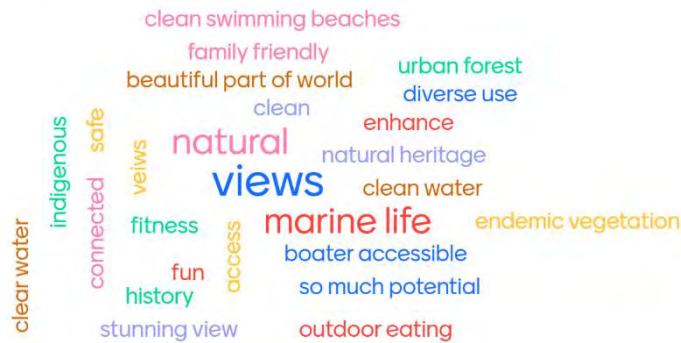 clean swimming beaches
family friendly
urban forest
beautiful part of world
diverse use
clean
enhance
safe
indigenous
veiws
natural
natural heritage
views
clean water
connected
marine life
endemic vegetation
fitness
access
clear water
boater accessible
fun
so much potential
history
stunning view
outdoor eating